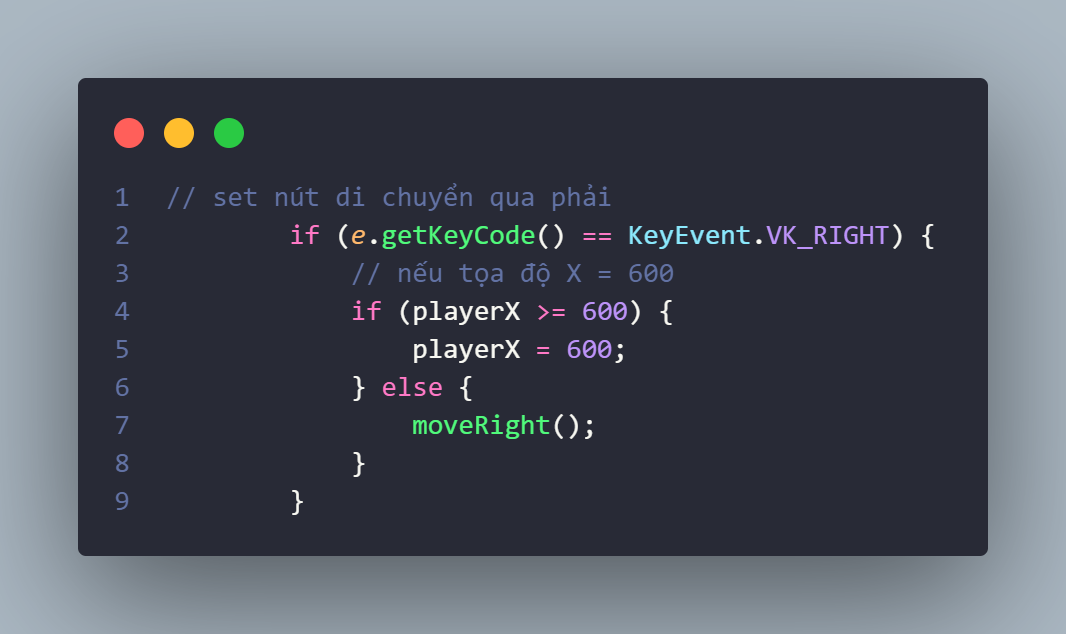 1 // set nút di chuyển qua phải
2 if (e.getKeyCode() == KeyEvent.VK_RIGHT) {
3 // nếu tọa độ X = 600
4 if (playerX >= 600) {
5 playerX = 600;
6 } else {
7 moveRight();
8 }
9 }